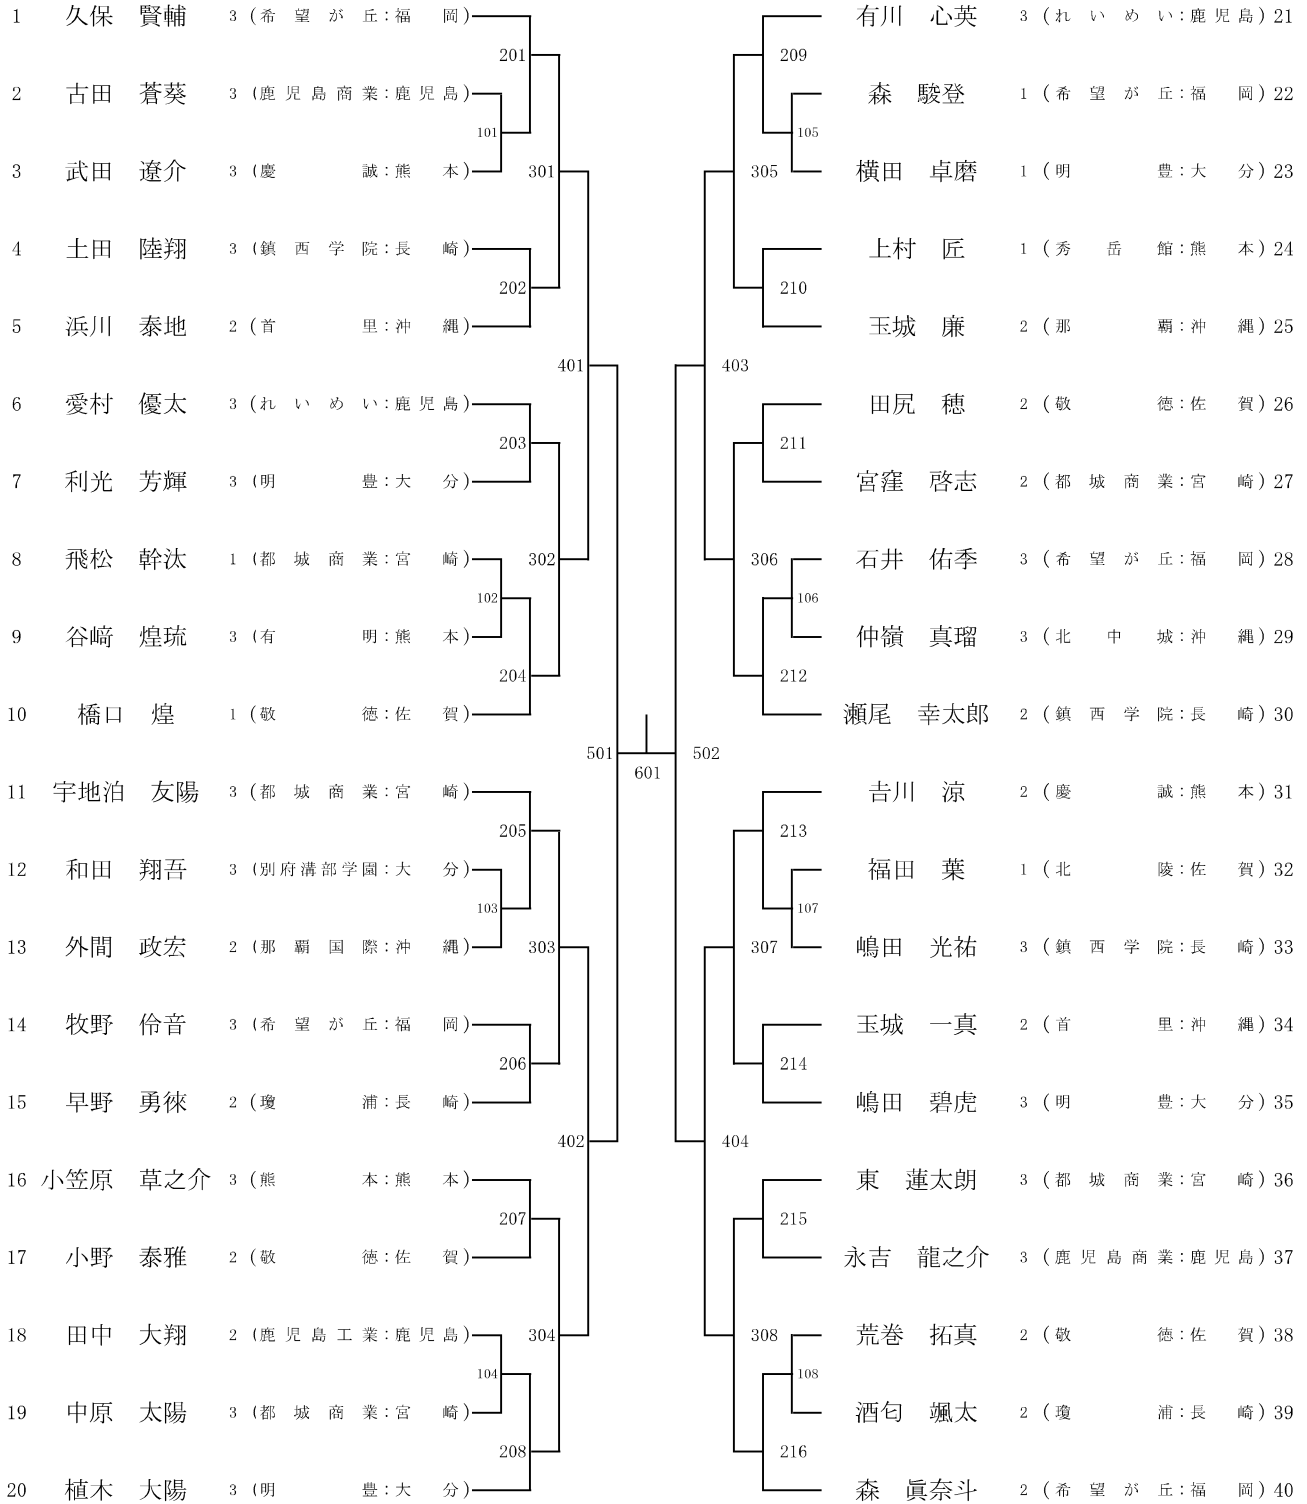 1 久保 賢輔 3 (希望が丘:福岡)
201
2 古田 蒼葵 3 (鹿児島商業:鹿児島)
101
3 武田 遼介 3 (慶誠:熊本)
301
4 土田 陸翔 3 (鎮西学院:長崎)
202
5 浜川 泰地 2 (首里:沖縄)
401
6 愛村 優太 3 (れいめい:鹿児島)
203
7 利光 芳輝 3 (明豊:大分)
8 飛松 幹汰 1 (都城商業:宮崎)
302
102
9 谷﨑 煌琉 3 (有明:熊本)
204
10 橋口 煌 1 (敬徳:佐賀)
501
601
11 宇地泊 友陽 3 (都城商業:宮崎)
205
12 和田 翔吾 3 (別府溝部学園:大分)
103
13 外間 政宏 2 (那覇国際:沖縄)
303
14 牧野 伶音 3 (希望が丘:福岡)
206
15 早野 勇徠 2 (瓊浦:長崎)
402
16 小笠原 草之介 3 (熊本:熊本)
207
17 小野 泰雅 2 (敬徳:佐賀)
18 田中 大翔 2 (鹿児島工業:鹿児島)
304
104
19 中原 太陽 3 (都城商業:宮崎)
208
20 植木 大陽 3 (明豊:大分)
有川 心英 3 (れいめい:鹿児島) 21
209
森 駿登 1 (希望が丘:福岡) 22
105
横田 卓磨 1 (明豊:大分) 23
305
上村 匠 1 (秀岳館:熊本) 24
210
玉城 廉 2 (那覇:沖縄) 25
403
田尻 穂 2 (敬徳:佐賀) 26
211
宮窪 啓志 2 (都城商業:宮崎) 27
石井 佑季 3 (希望が丘:福岡) 28
306
106
仲嶺 真瑠 3 (北中城:沖縄) 29
212
瀬尾 幸太郎 2 (鎮西学院:長崎) 30
502
𠮷川 涼 2 (慶誠:熊本) 31
213
福田 葉 1 (北陵:佐賀) 32
107
嶋田 光祐 3 (鎮西学院:長崎) 33
307
玉城 一真 2 (首里:沖縄) 34
214
嶋田 碧虎 3 (明豊:大分) 35
404
東 蓮太朗 3 (都城商業:宮崎) 36
215
永吉 龍之介 3 (鹿児島商業:鹿児島) 37
荒巻 拓真 2 (敬徳:佐賀) 38
308
108
酒匂 颯太 2 (瓊浦:長崎) 39
216
森 眞奈斗 2 (希望が丘:福岡) 40